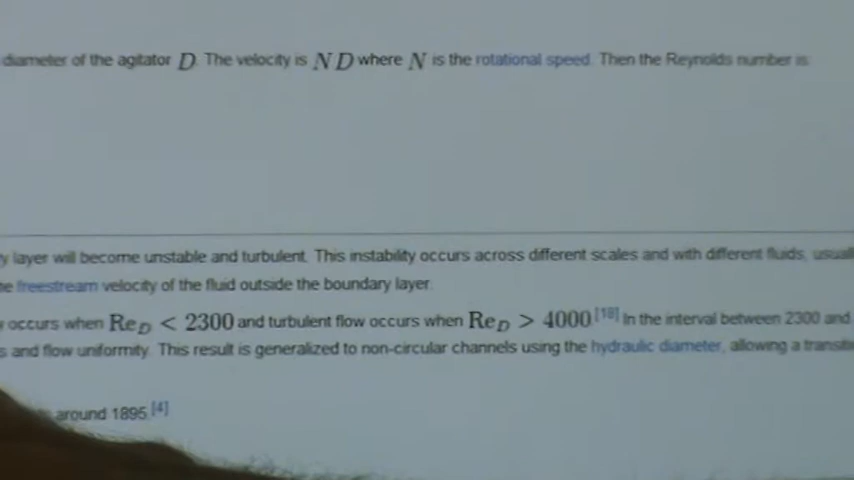 diameter of the agitator D. The velocity is ND where N is the rotational speed. Then the Reynolds number is
layer will become unstable and turbulent. This instability occurs across different scales and with different fluids, usuall
freestream velocity of the fluid outside the boundary layer.
occurs when Re_D < 2300 and turbulent flow occurs when Re_D > 4000 [18] In the interval between 2300 and
and flow uniformity. This result is generalized to non-circular channels using the hydraulic diameter, allowing a transiti
around 1895.[4]